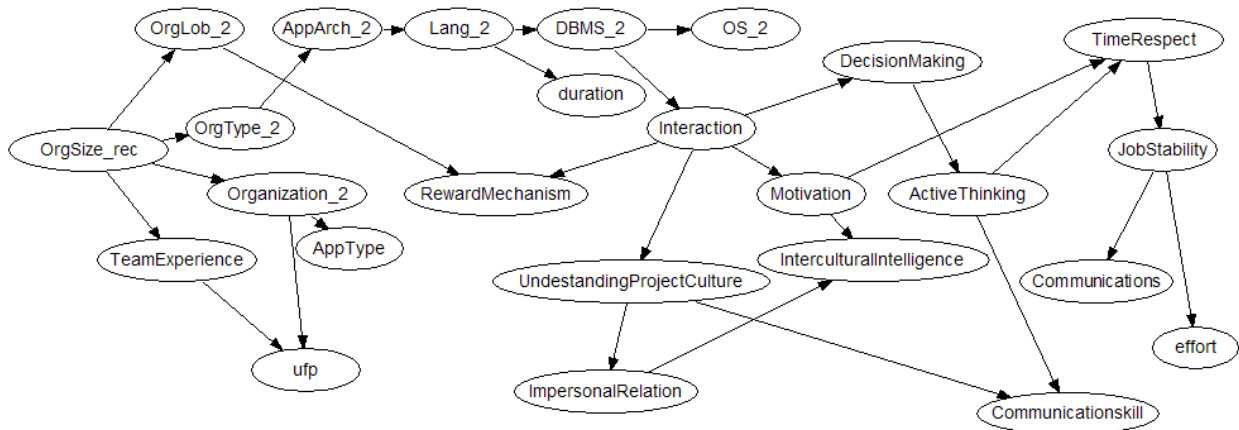 OrgLob_2
AppArch_2
Lang_2
DBMS_2
OS_2
TimeRespect
DecisionMaking
duration
OrgType_2
Interaction
OrgSize_rec
JobStability
Organization_2
RewardMechanism
Motivation
ActiveThinking
AppType
TeamExperience
InterculturalIntelligence
UndestandingProjectCulture
Communications
effort
ufp
ImpersonalRelation
Communicationskill